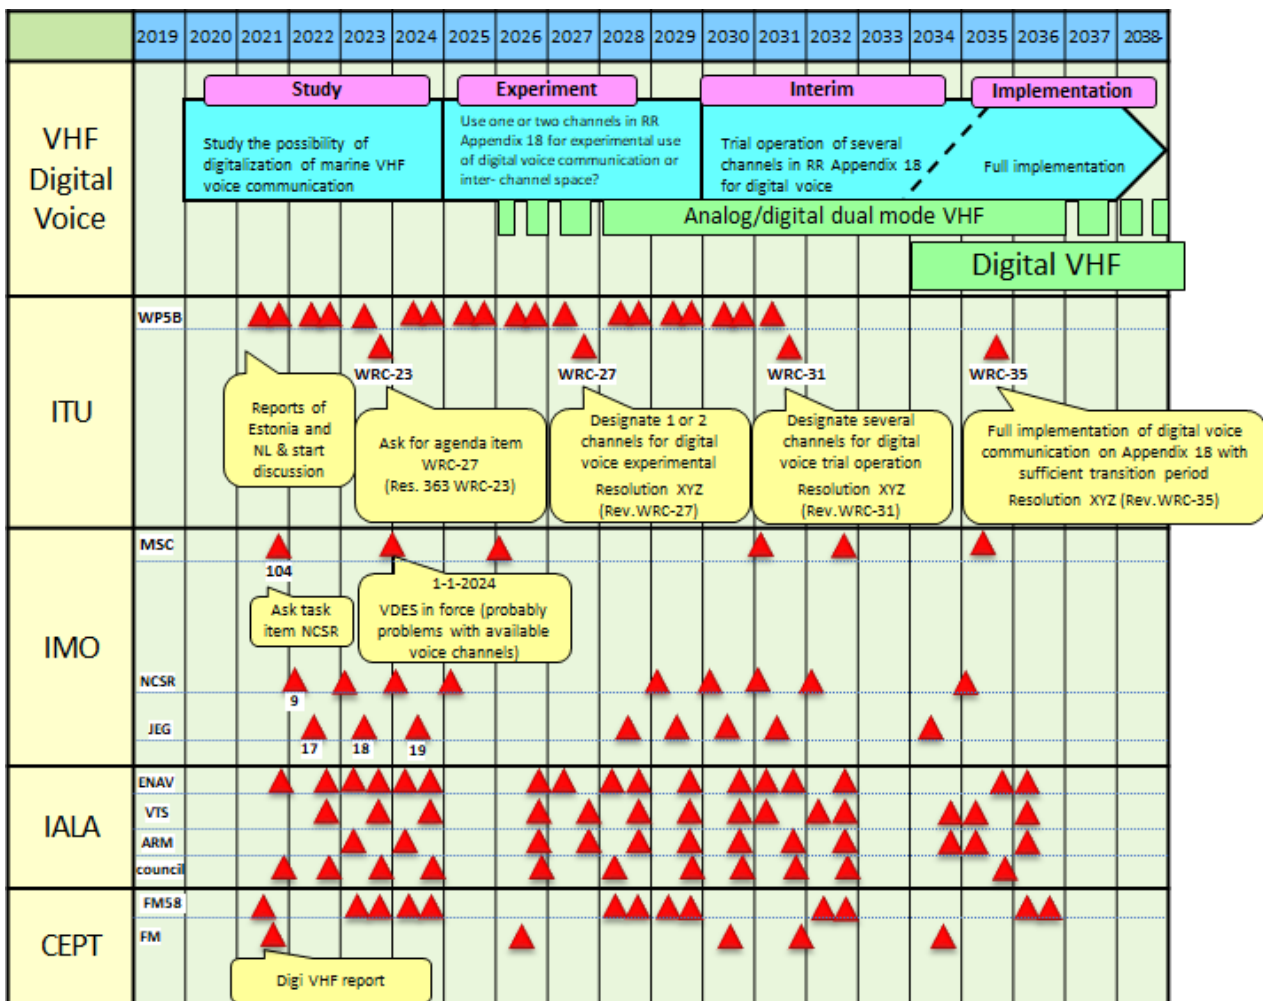 2019 2020 2021 2022 2023 2024 2025 2026 2027 2028 2029 2030 2031 2032 2033 2034 2035 2036 2037 2038-
VHF
Digital
Voice
Study
Experiment
Interim
Implementation
Study the possibility of
digitalization of marine VHF
voice communication
Use one or two channels in RR
Appendix 18 for experimental use
of digital voice communication or
inter- channel space?
Trial operation of several
channels in RR Appendix 18
for digital voice
Full implementation
Analog/digital dual mode VHF
Digital VHF
ITU
WP5B
WRC-23
WRC-27
WRC-31
WRC-35
Reports of
Estonia and
NL & start
discussion
Ask for agenda item
WRC-27
(Res. 363 WRC-23)
Designate 1 or 2
channels for digital
voice experimental
Resolution XYZ
(Rev.WRC-27)
Designate several
channels for digital
voice trial operation
Resolution XYZ
(Rev.WRC-31)
Full implementation of digital voice
communication on Appendix 18 with
sufficient transition period
Resolution XYZ (Rev.WRC-35)
IMO
MSC
104
Ask task
item NCSR
1-1-2024
VDES in force (probably
problems with available
voice channels)
NCSR
9
JEG
17 18 19
IALA
ENAV
VTS
ARM
council
CEPT
FM58
FM
Digi VHF report